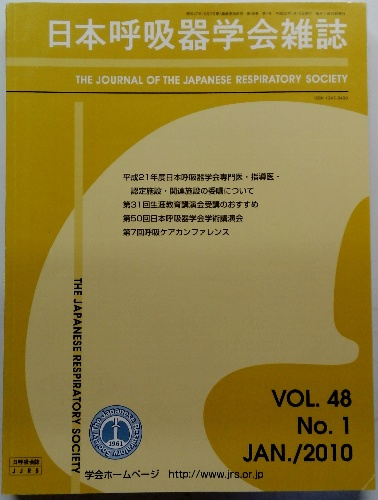 日本呼吸器学会雑誌
THE JOURNAL OF THE JAPANESE RESPIRATORY SOCIETY
平成21年度日本呼吸器学会専門医・指導医・
認定施設・関連施設の委嘱について
第31回生涯教育講演会受講のおすすめ
第50回日本呼吸器学会学術講演会
第7回呼吸ケアカンファレンス
THE JAPANESE RESPIRATORY SOCIETY
VOL. 48
No. 1
JAN./2010
1961
日呼吸会誌
J J R S
学会ホームページ http://www.jrs.or.jp